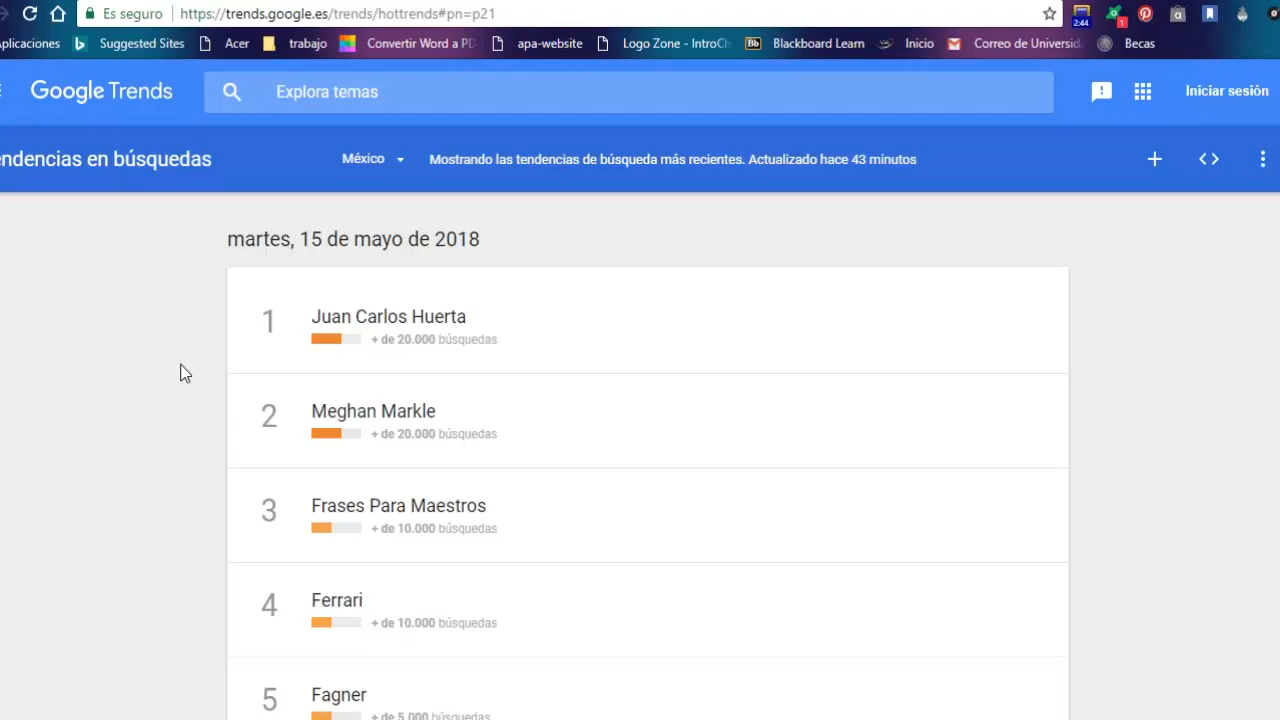 Es seguro https://trends.google.es/trends/hottrends#pn=p21 2:44 1
plicaciones Suggested Sites Acer trabajo Convertir Word a PD apa-website Logo Zone - IntroCh Blackboard Learn Inicio Correo de Universid Becas
Google Trends Explora temas Iniciar sesión
endencias en búsquedas México Mostrando las tendencias de búsqueda más recientes. Actualizado hace 43 minutos
martes, 15 de mayo de 2018
1 Juan Carlos Huerta
+ de 20.000 búsquedas
2 Meghan Markle
+ de 20.000 búsquedas
3 Frases Para Maestros
+ de 10.000 búsquedas
4 Ferrari
+ de 10.000 búsquedas
5 Fagner
+ de 5.000 búsquedas